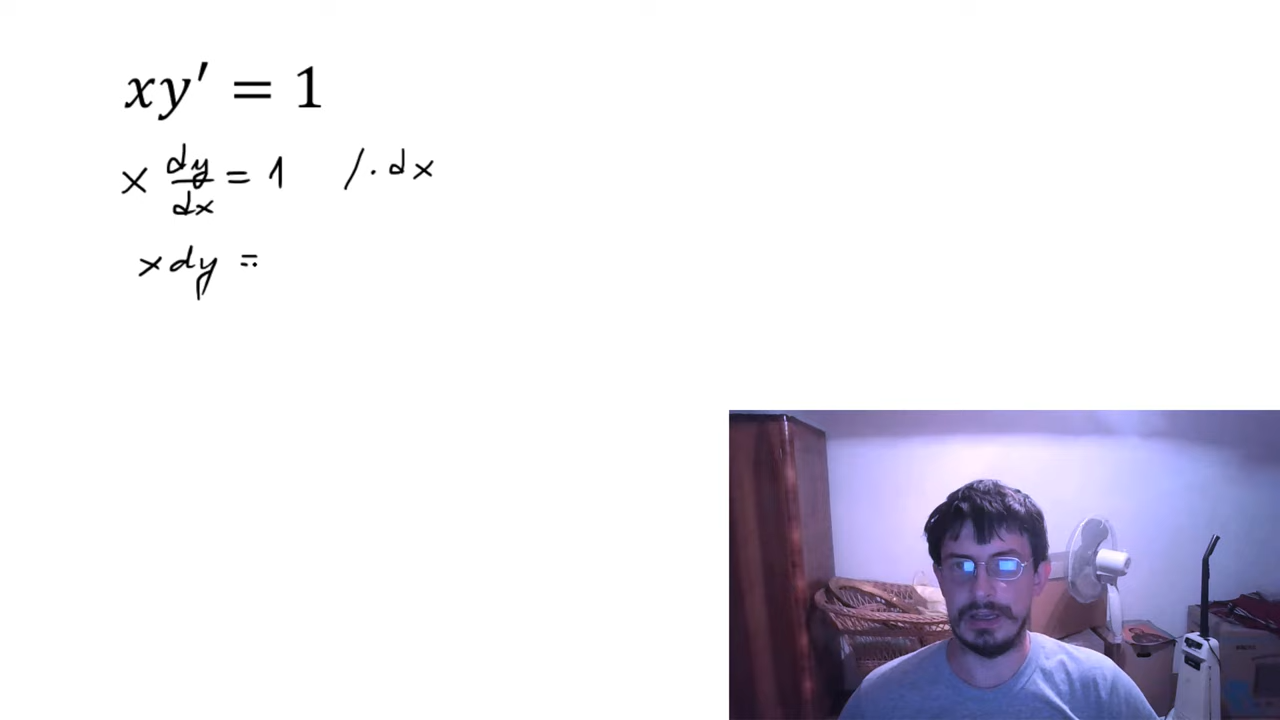 xy′ = 1
x dy/dx = 1 /· dx
x dy =